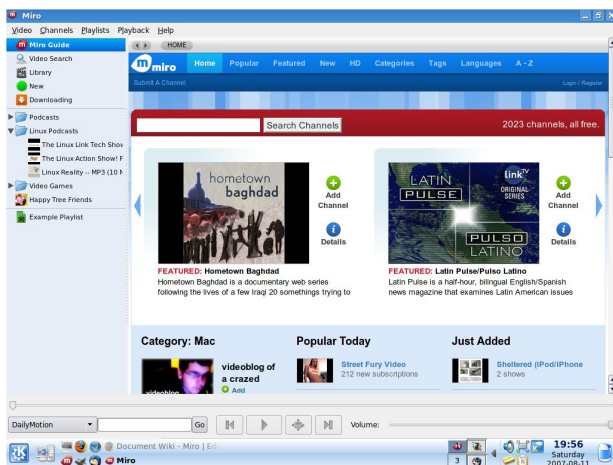 Miro
Video Channels Playlists Playback Help
Miro Guide
Video Search
Library
New
Downloading
Podcasts
Linux Podcasts
The Linux Link Tech Show
The Linux Action Show! F
Linux Reality -- MP3 (10 M
Video Games
Happy Tree Friends
Example Playlist
HOME
miro
Home Popular Featured New HD Categories Tags Languages A - Z
Submit A Channel
Login / Register
Search Channels
2023 channels, all free.
hometown
baghdad
Add
Channel
Details
FEATURED: Hometown Baghdad
Hometown Baghdad is a documentary web series
following the lives of a few Iraqi 20 somethings trying to
LATIN
PULSE
link TV
ORIGINAL
SERIES
PULSO
LATINO
Add
Channel
Details
FEATURED: Latin Pulse/Pulso Latino
Latin Pulse is a half-hour, bilingual English/Spanish
news magazine that examines Latin American issues
Category: Mac
videoblog
videoblog of
a crazed
Add
Popular Today
Street Fury Video
212 new subscriptions
Just Added
Sheltered (iPod/iPhone
2 shows
DailyMotion
Go
Volume:
Document Wiki - Miro | Edi
Miro
3
19:56
Saturday
2007-08-11